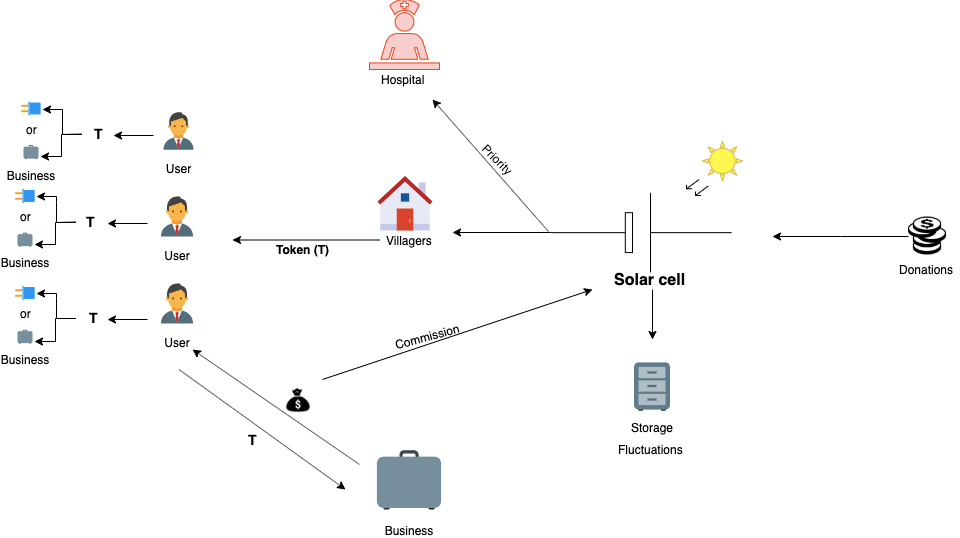 Hospital
Priority
or
T
User
Business
or
T
User
Business
Villagers
Token (T)
Solar cell
$
Donations
or
T
User
Business
Commission
$
T
Storage
Fluctuations
Business